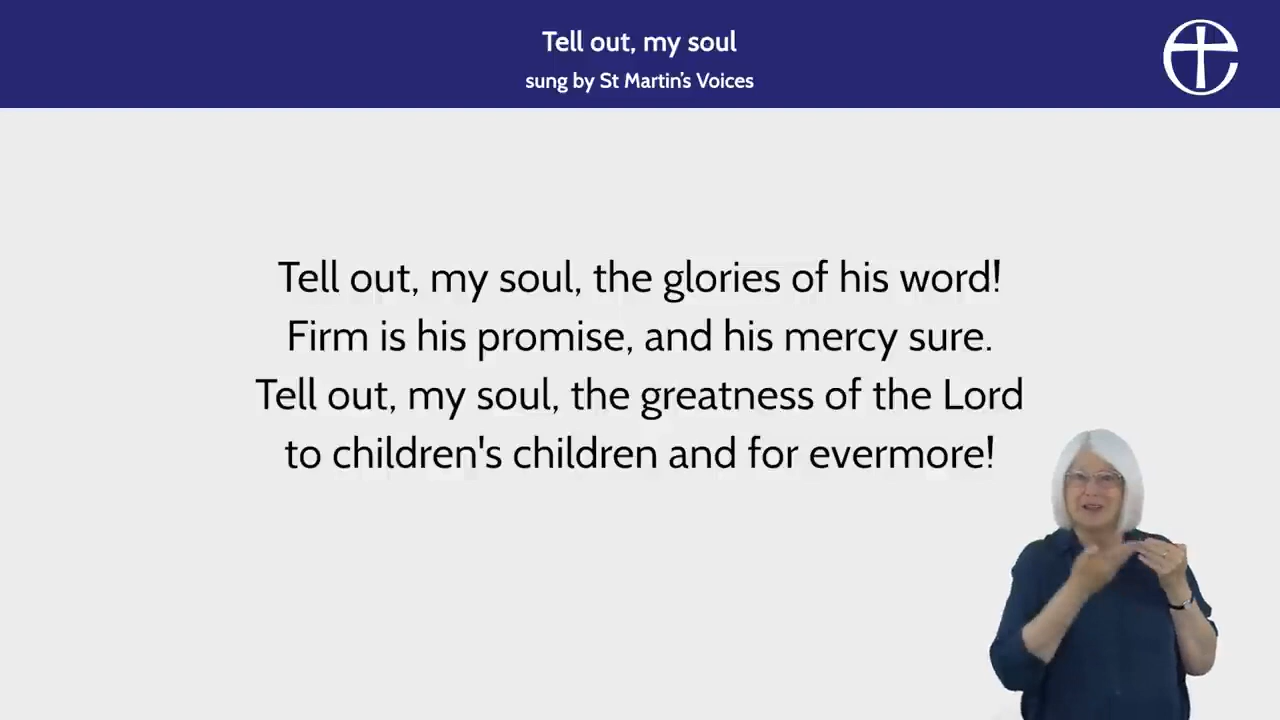 Tell out, my soul
sung by St Martin's Voices
Tell out, my soul, the glories of his word!
Firm is his promise, and his mercy sure.
Tell out, my soul, the greatness of the Lord
to children's children and for evermore!